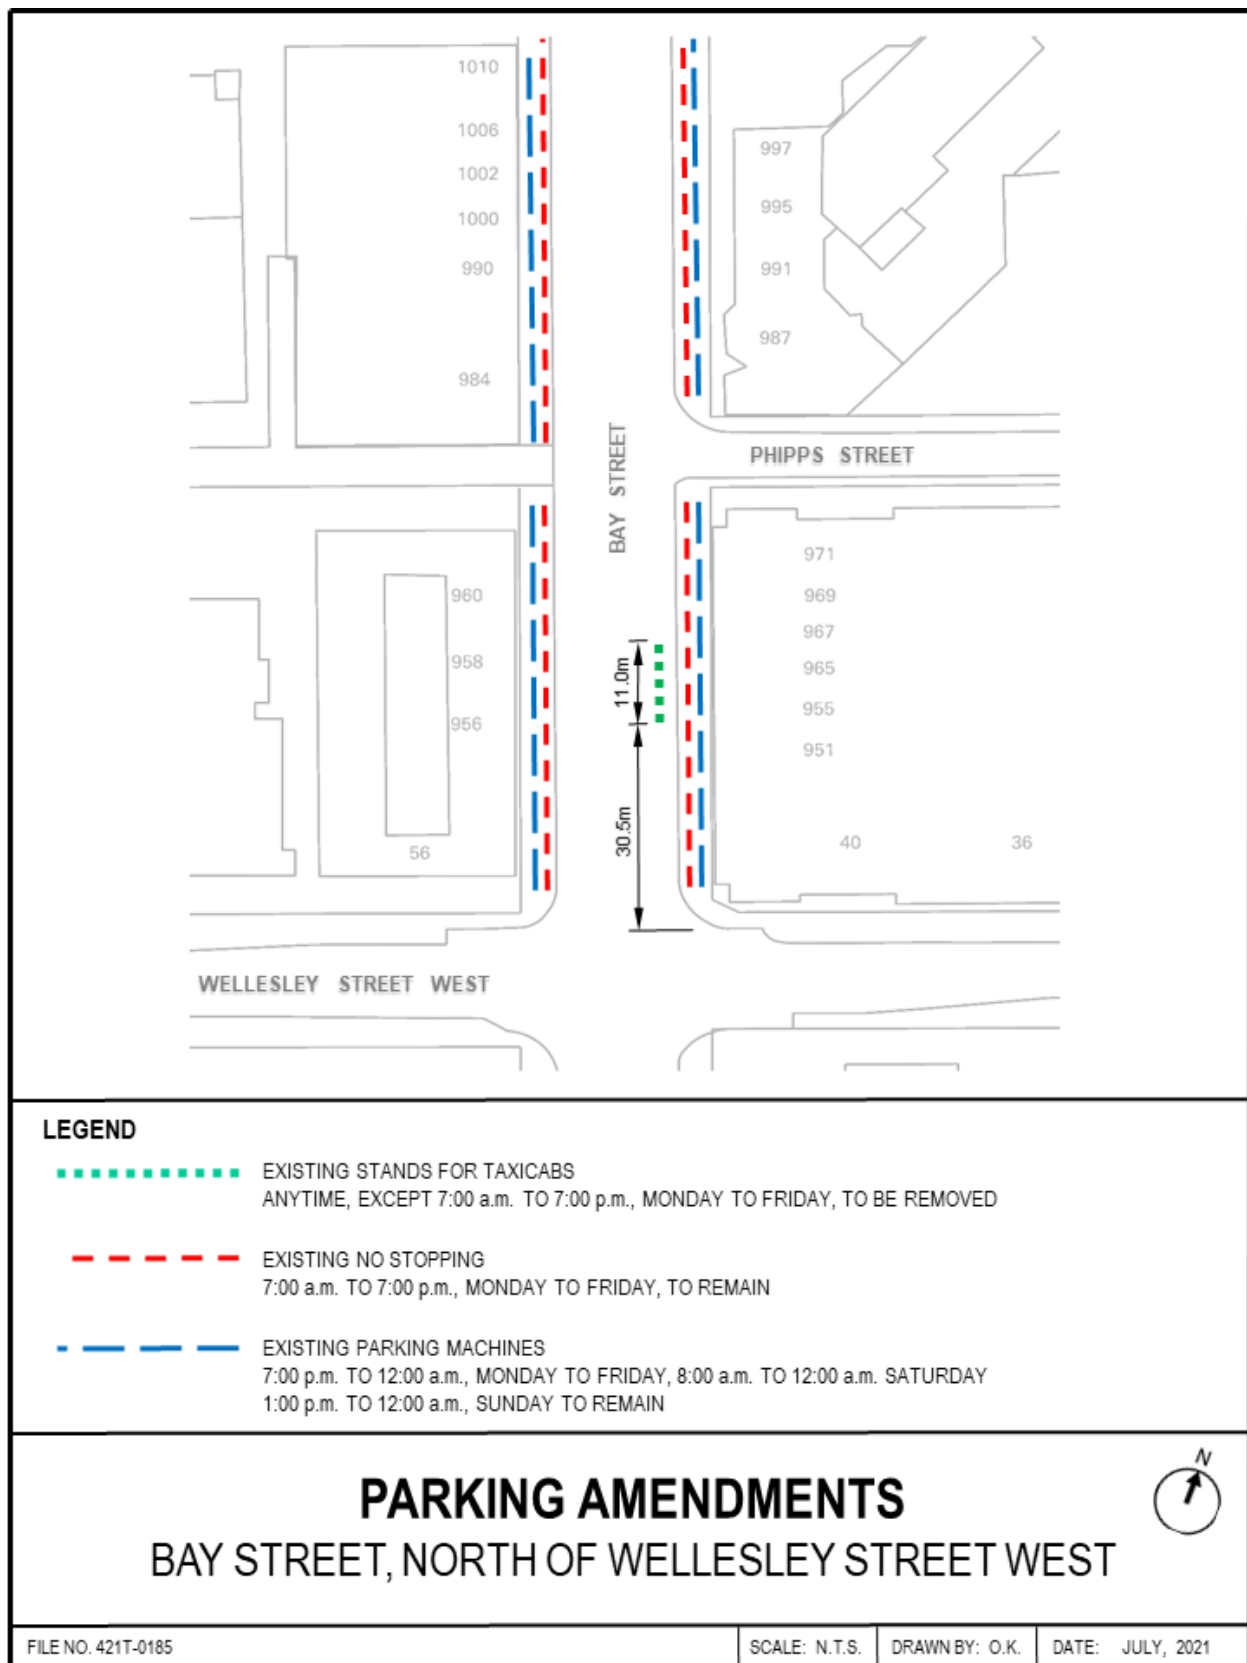 1010
1006
1002
1000
990
984
997
995
991
987
BAY STREET
PHIPPS STREET
960
958
956
56
971
969
967
965
955
951
40
36
11.0m
30.5m
WELLESLEY STREET WEST
LEGEND
EXISTING STANDS FOR TAXICABS
ANYTIME, EXCEPT 7:00 a.m. TO 7:00 p.m., MONDAY TO FRIDAY, TO BE REMOVED
EXISTING NO STOPPING
7:00 a.m. TO 7:00 p.m., MONDAY TO FRIDAY, TO REMAIN
EXISTING PARKING MACHINES
7:00 p.m. TO 12:00 a.m., MONDAY TO FRIDAY, 8:00 a.m. TO 12:00 a.m. SATURDAY
1:00 p.m. TO 12:00 a.m., SUNDAY TO REMAIN
PARKING AMENDMENTS
BAY STREET, NORTH OF WELLESLEY STREET WEST
N
FILE NO. 421T-0185
SCALE: N.T.S.
DRAWN BY: O.K.
DATE: JULY, 2021